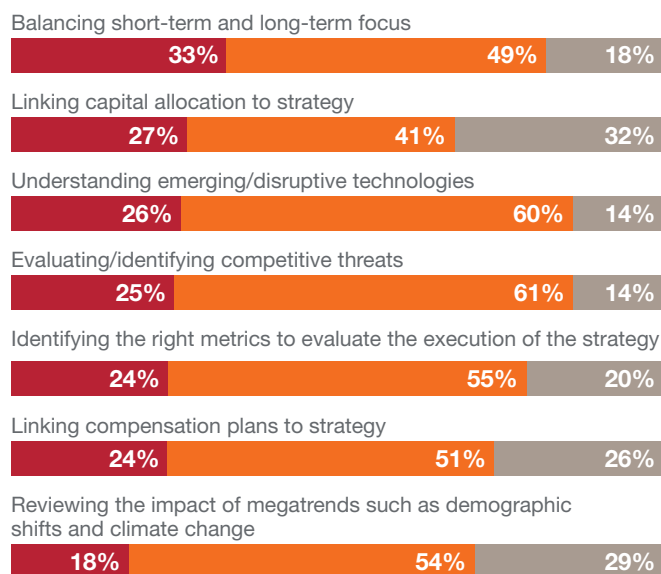 Balancing short-term and long-term focus
33% 49% 18%
Linking capital allocation to strategy
27% 41% 32%
Understanding emerging/disruptive technologies
26% 60% 14%
Evaluating/identifying competitive threats
25% 61% 14%
Identifying the right metrics to evaluate the execution of the strategy
24% 55% 20%
Linking compensation plans to strategy
24% 51% 26%
Reviewing the impact of megatrends such as demographic
shifts and climate change
18% 54% 29%